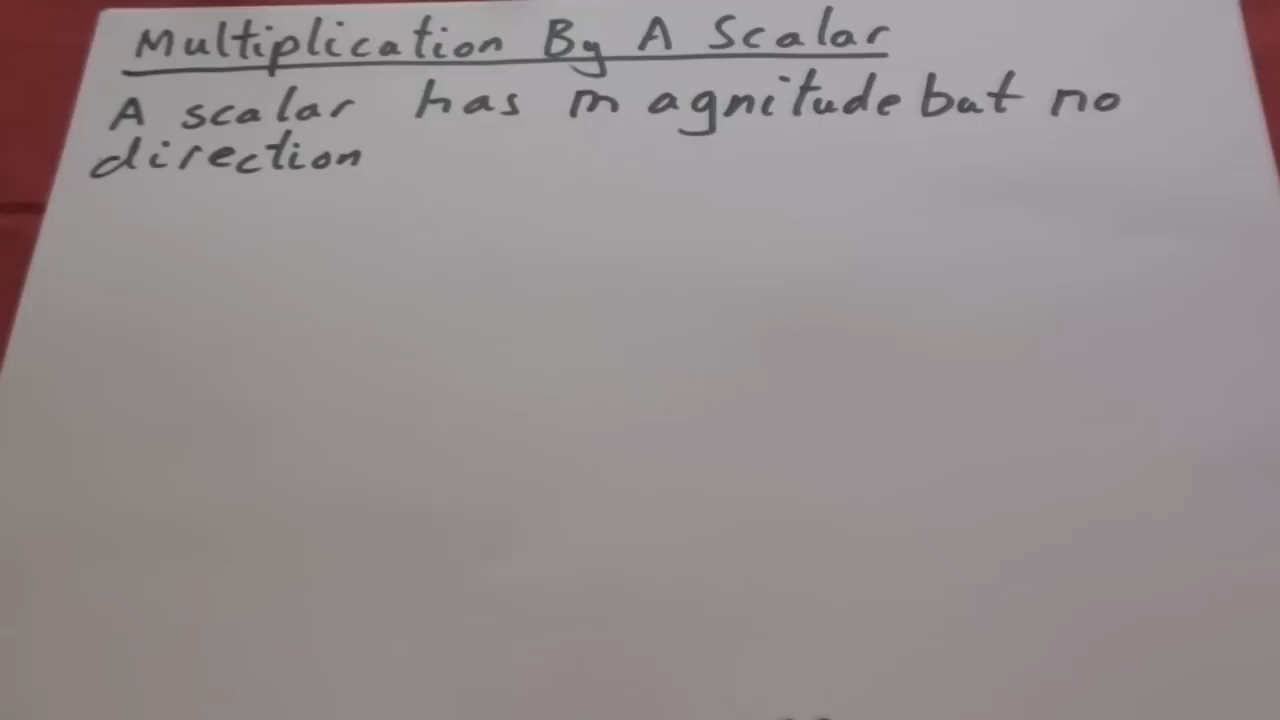 Multiplication By A Scalar
A scalar has magnitude but no
direction